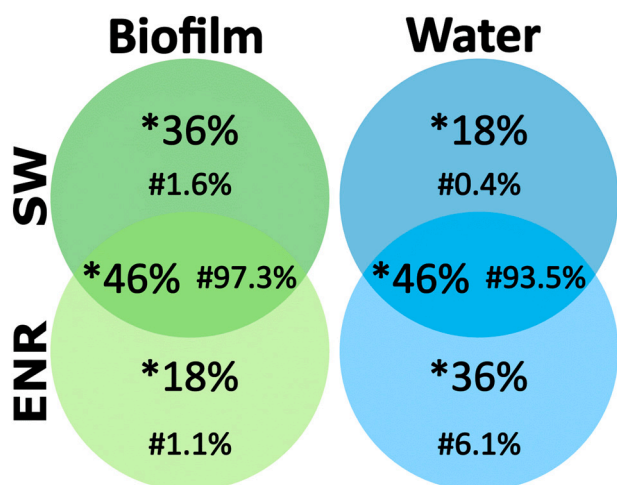 Biofilm Water
SW
*36% *18%
#1.6% #0.4%
*46% #97.3% *46% #93.5%
ENR
*18% *36%
#1.1% #6.1%